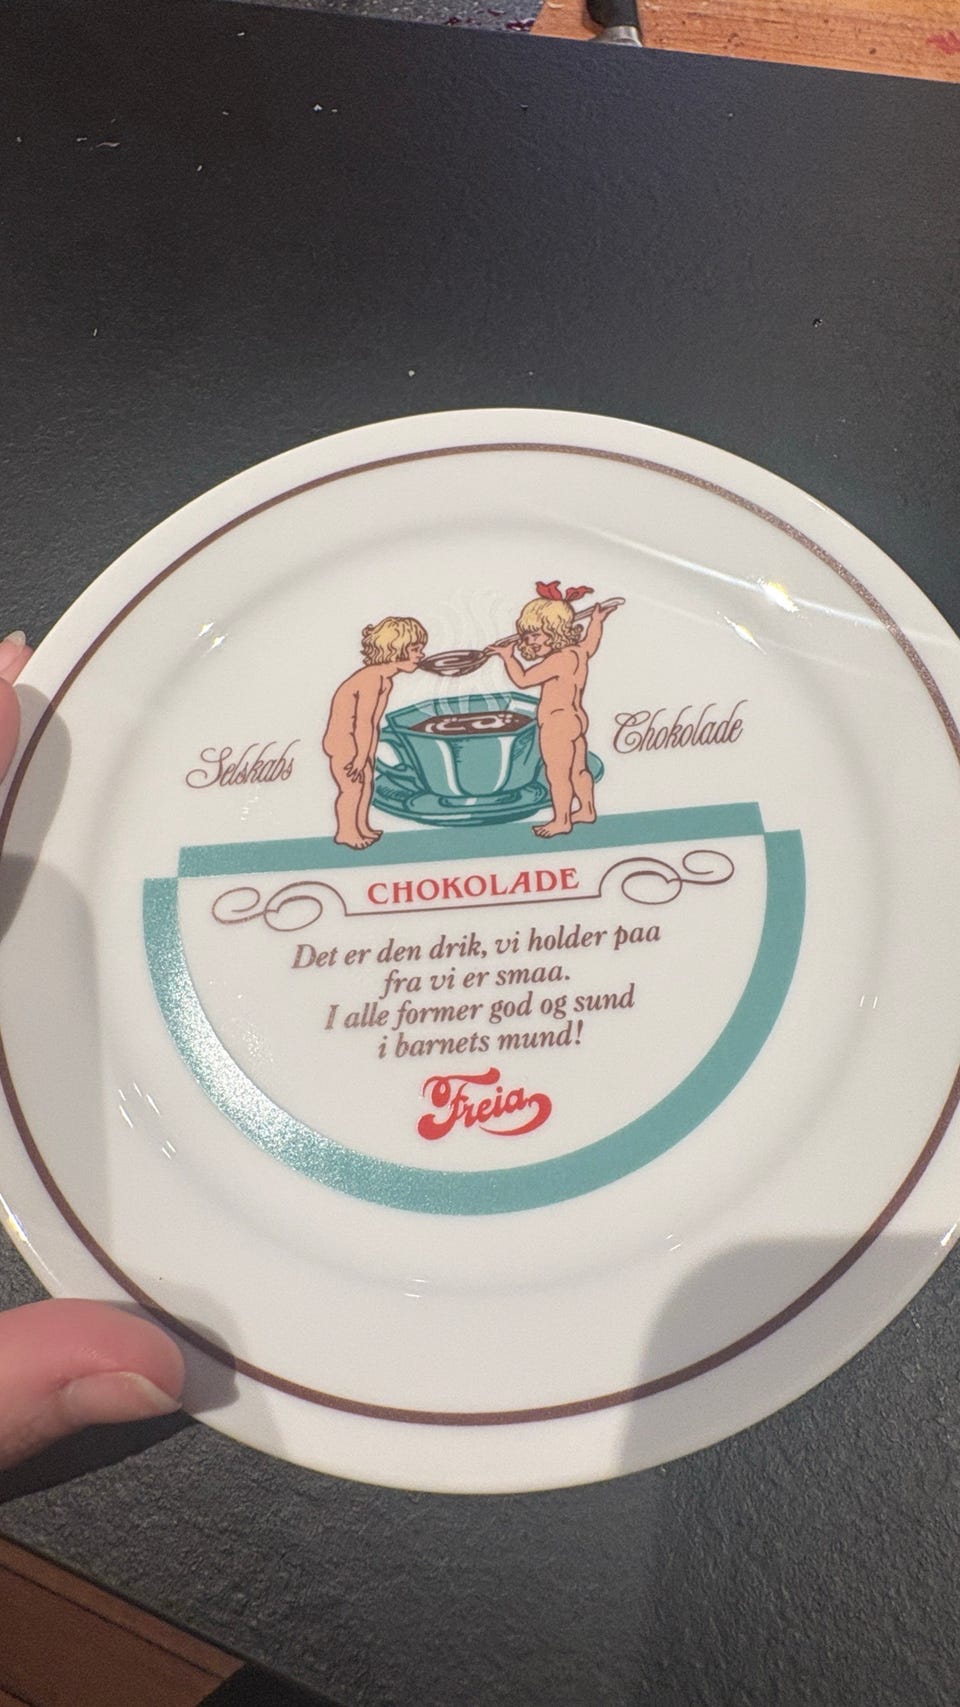 Selskabs Chokolade
CHOKOLADE
Det er den drik, vi holder paa
fra vi er smaa.
I alle former god og sund
i barnets mund!
Freia